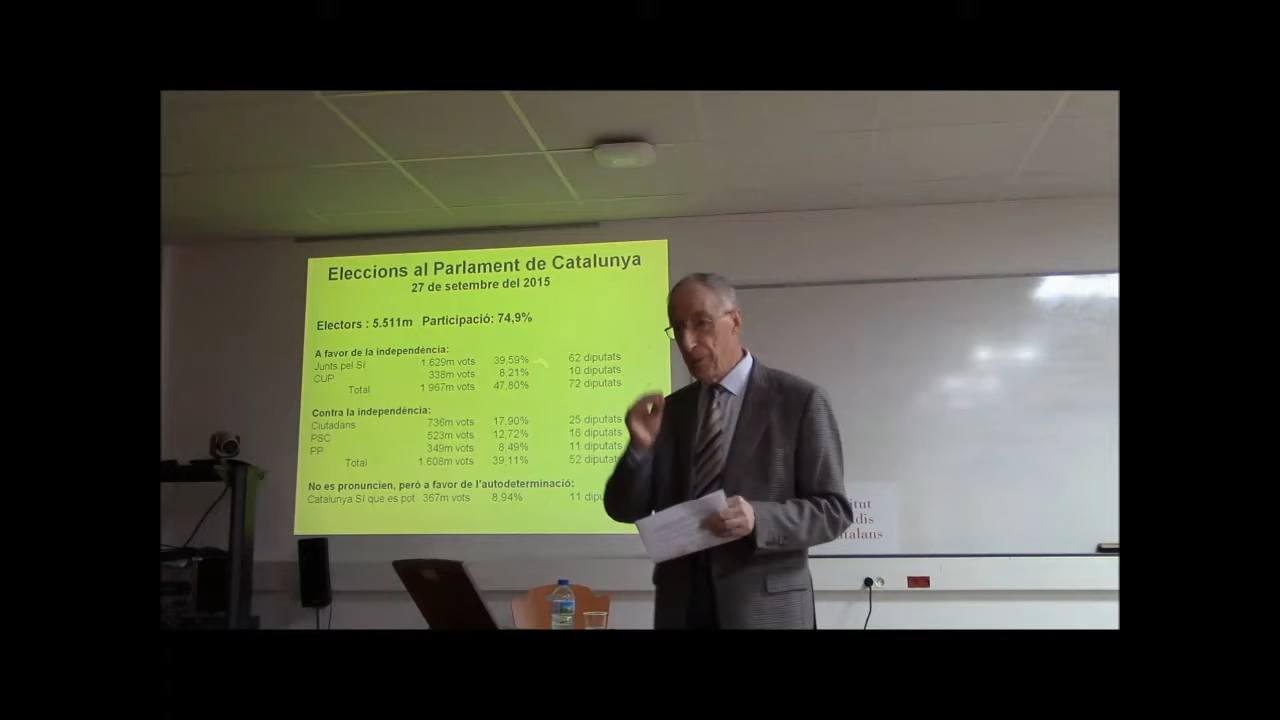 Eleccions al Parlament de Catalunya
27 de setembre del 2015
Electors : 5.511m Participació: 74,9%
A favor de la independència:
Junts pel Sí 1.629m vots 39,59% 62 diputats
CUP 338m vots 8,21% 10 diputats
Total 1 967m vots 47,80% 72 diputats
Contra la independència:
Ciutadans 736m vots 17,90% 25 diputats
PSC 523m vots 12,72% 16 diputats
PP 349m vots 8,49% 11 diputats
Total 1 608m vots 39,11% 52 diputats
No es pronuncien, però a favor de l'autodeterminació:
Catalunya Sí que es pot 367m vots 8,94% 11 dipu
itut
dis
atalans